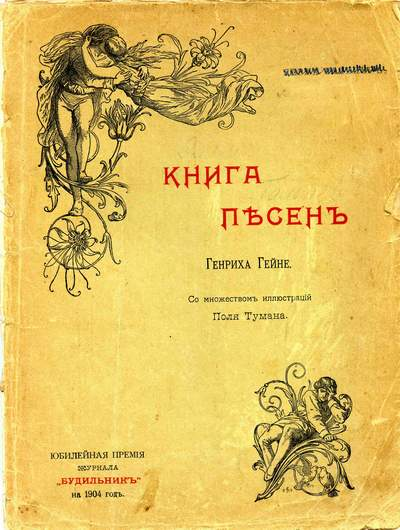 КНИГА
ПѢСЕНЪ
ГЕНРИХА ГЕЙНЕ.
Со множествомъ иллюстрацій
Поля Тумана.
ЮБИЛЕЙНАЯ ПРЕМІЯ
ЖУРНАЛА
„БУДИЛЬНИКЪ"
на 1904 годъ.